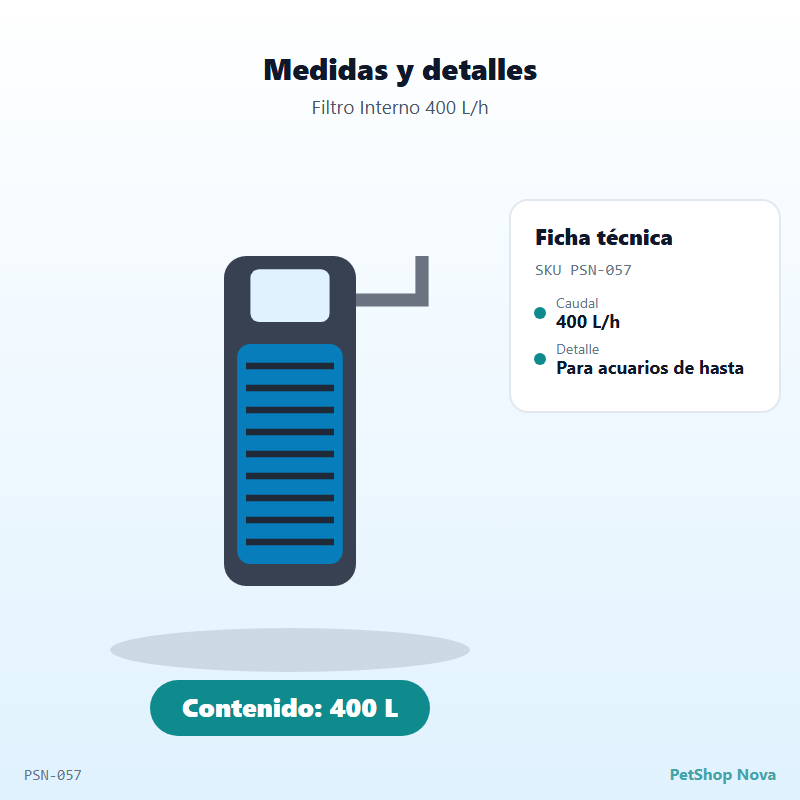 Medidas y detalles
Filtro Interno 400 L/h
Ficha técnica
SKU PSN-057
Caudal
400 L/h
Detalle
Para acuarios de hasta
Contenido: 400 L
PSN-057
PetShop Nova